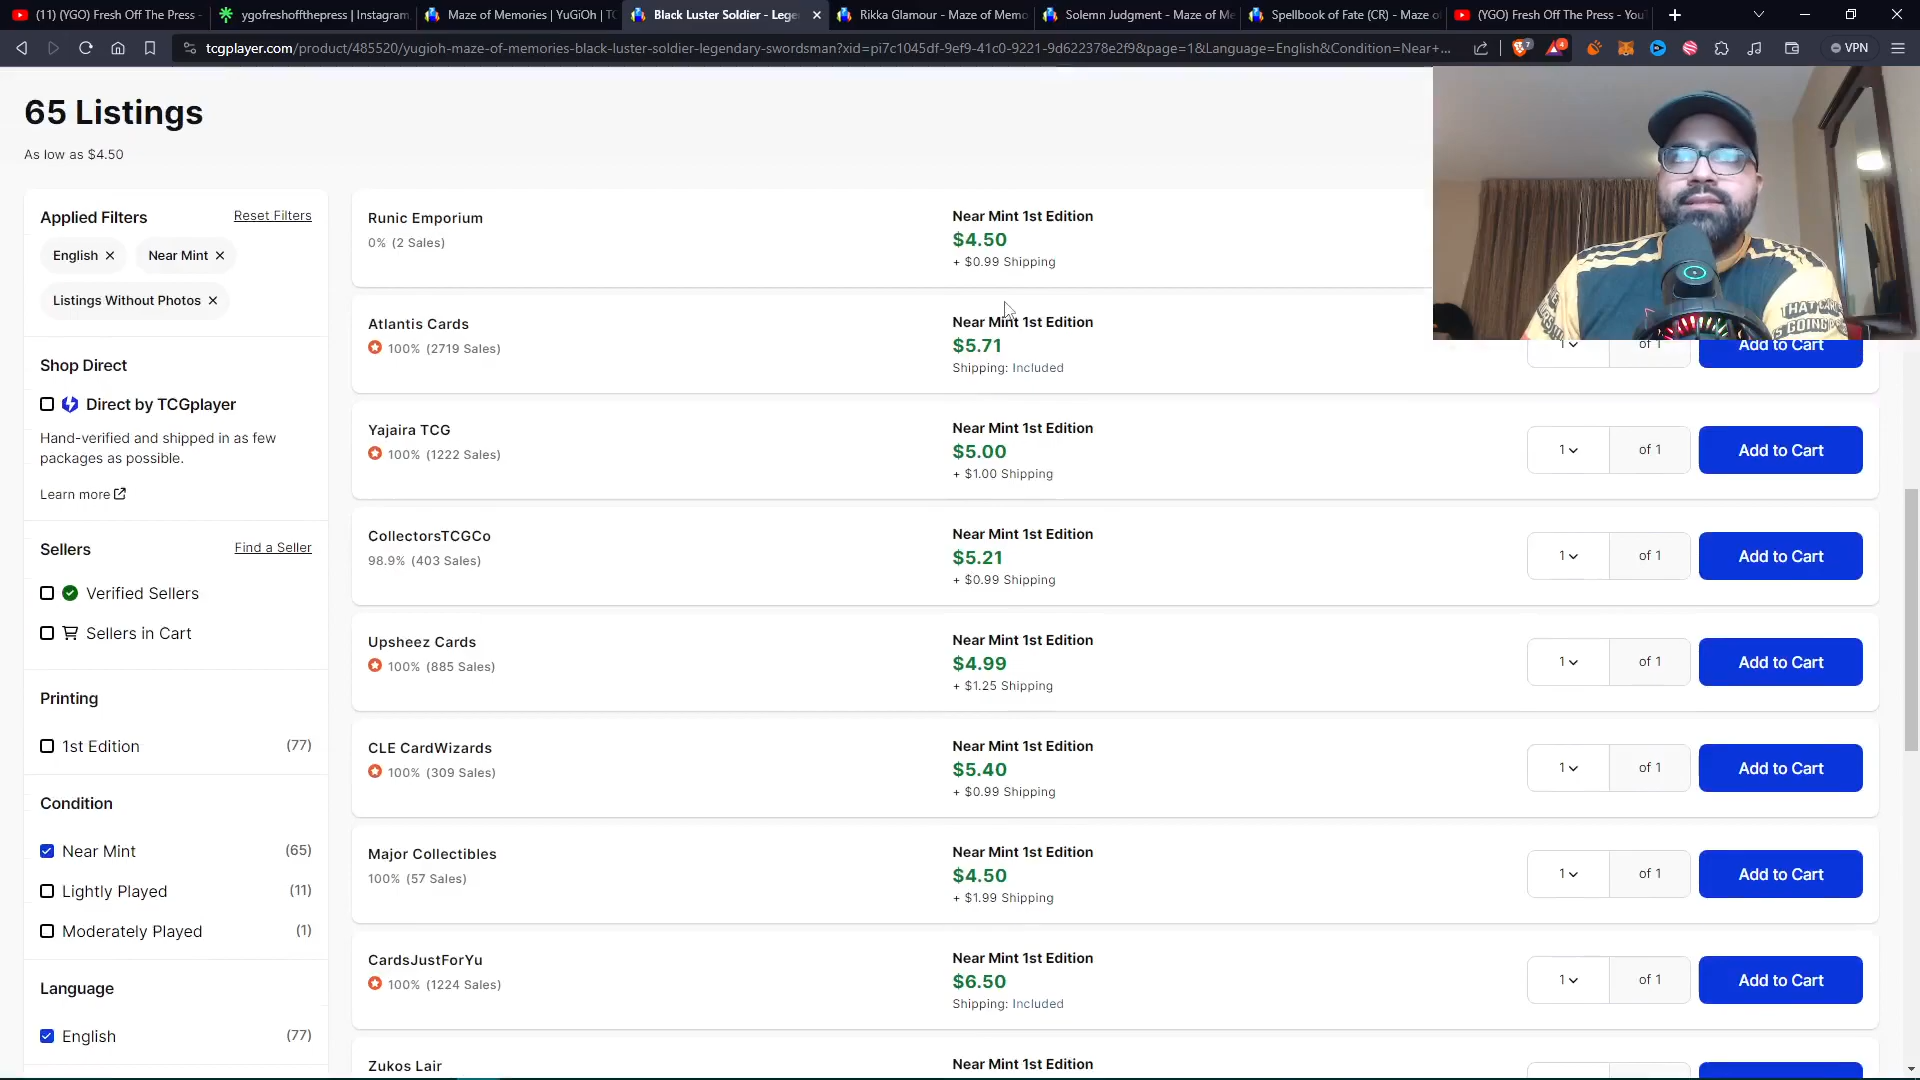 (11) (YGO) Fresh Off The Press -
ygofreshoffthepress | Instagram
Maze of Memories | YuGiOh | TC
Black Luster Soldier - Lege
Rikka Glamour - Maze of Memo
Solemn Judgment - Maze of Me
Spellbook of Fate (CR) - Maze o
(YGO) Fresh Off The Press - You
tcgplayer.com/product/485520/yugioh-maze-of-memories-black-luster-soldier-legendary-swordsman?xid=pi7c1045df-9ef9-41c0-9221-9d622378e2f9&page=1&Language=English&Condition=Near+...
7
4
VPN
65 Listings
As low as $4.50
Applied Filters
Reset Filters
English
Near Mint
Listings Without Photos
Shop Direct
Direct by TCGplayer
Hand-verified and shipped in as few
packages as possible.
Learn more
Sellers
Find a Seller
Verified Sellers
Sellers in Cart
Printing
1st Edition (77)
Condition
Near Mint (65)
Lightly Played (11)
Moderately Played (1)
Language
English (77)
Runic Emporium
0% (2 Sales)
Near Mint 1st Edition
$4.50
+ $0.99 Shipping
Atlantis Cards
100% (2719 Sales)
Near Mint 1st Edition
$5.71
Shipping: Included
1
of 1
Add to Cart
Yajaira TCG
100% (1222 Sales)
Near Mint 1st Edition
$5.00
+ $1.00 Shipping
1
of 1
Add to Cart
CollectorsTCGCo
98.9% (403 Sales)
Near Mint 1st Edition
$5.21
+ $0.99 Shipping
1
of 1
Add to Cart
Upsheez Cards
100% (885 Sales)
Near Mint 1st Edition
$4.99
+ $1.25 Shipping
1
of 1
Add to Cart
CLE CardWizards
100% (309 Sales)
Near Mint 1st Edition
$5.40
+ $0.99 Shipping
1
of 1
Add to Cart
Major Collectibles
100% (57 Sales)
Near Mint 1st Edition
$4.50
+ $1.99 Shipping
1
of 1
Add to Cart
CardsJustForYu
100% (1224 Sales)
Near Mint 1st Edition
$6.50
Shipping: Included
1
of 1
Add to Cart
Zukos Lair
Near Mint 1st Edition